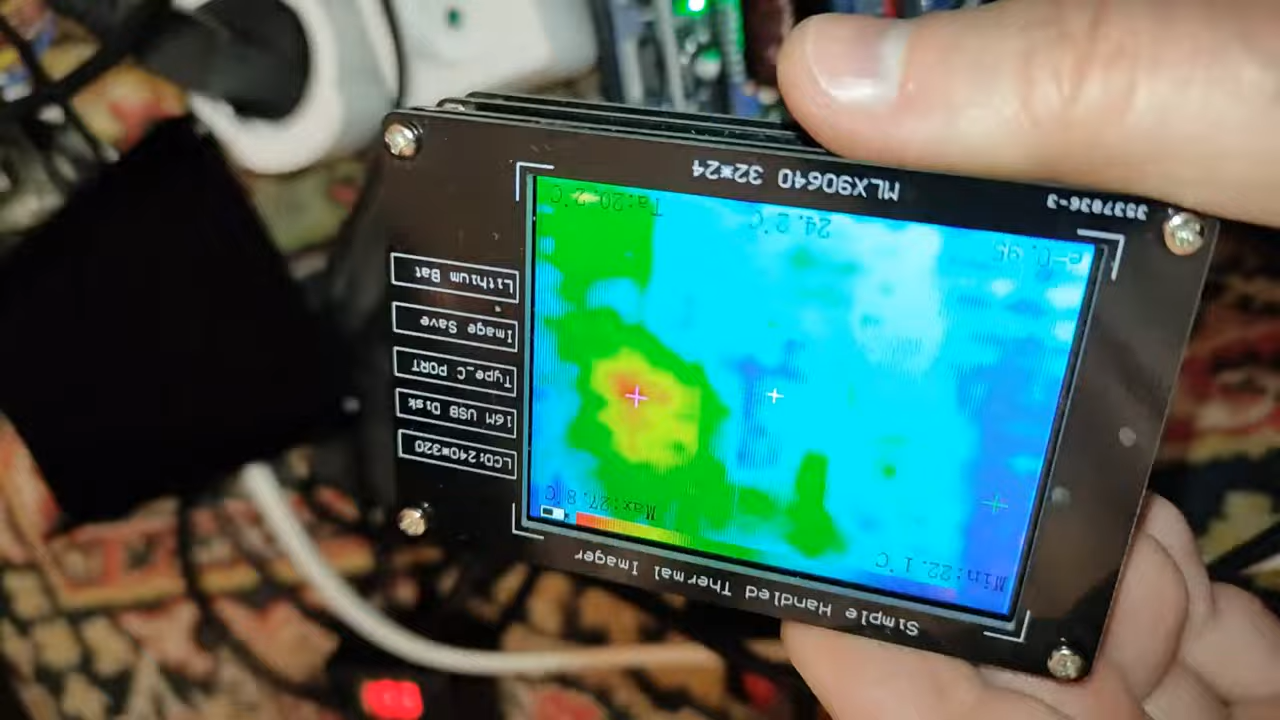 Simple Handled Thermal Imager
Min:22.1°C
Max:27.8°C
LCD:240*320
16M USB Disk
Type_C PORT
Image Save
Lithium Bat
ε=0.95
24.2°C
Ta:20.2°C
3537036-3
MLX90640 32*24